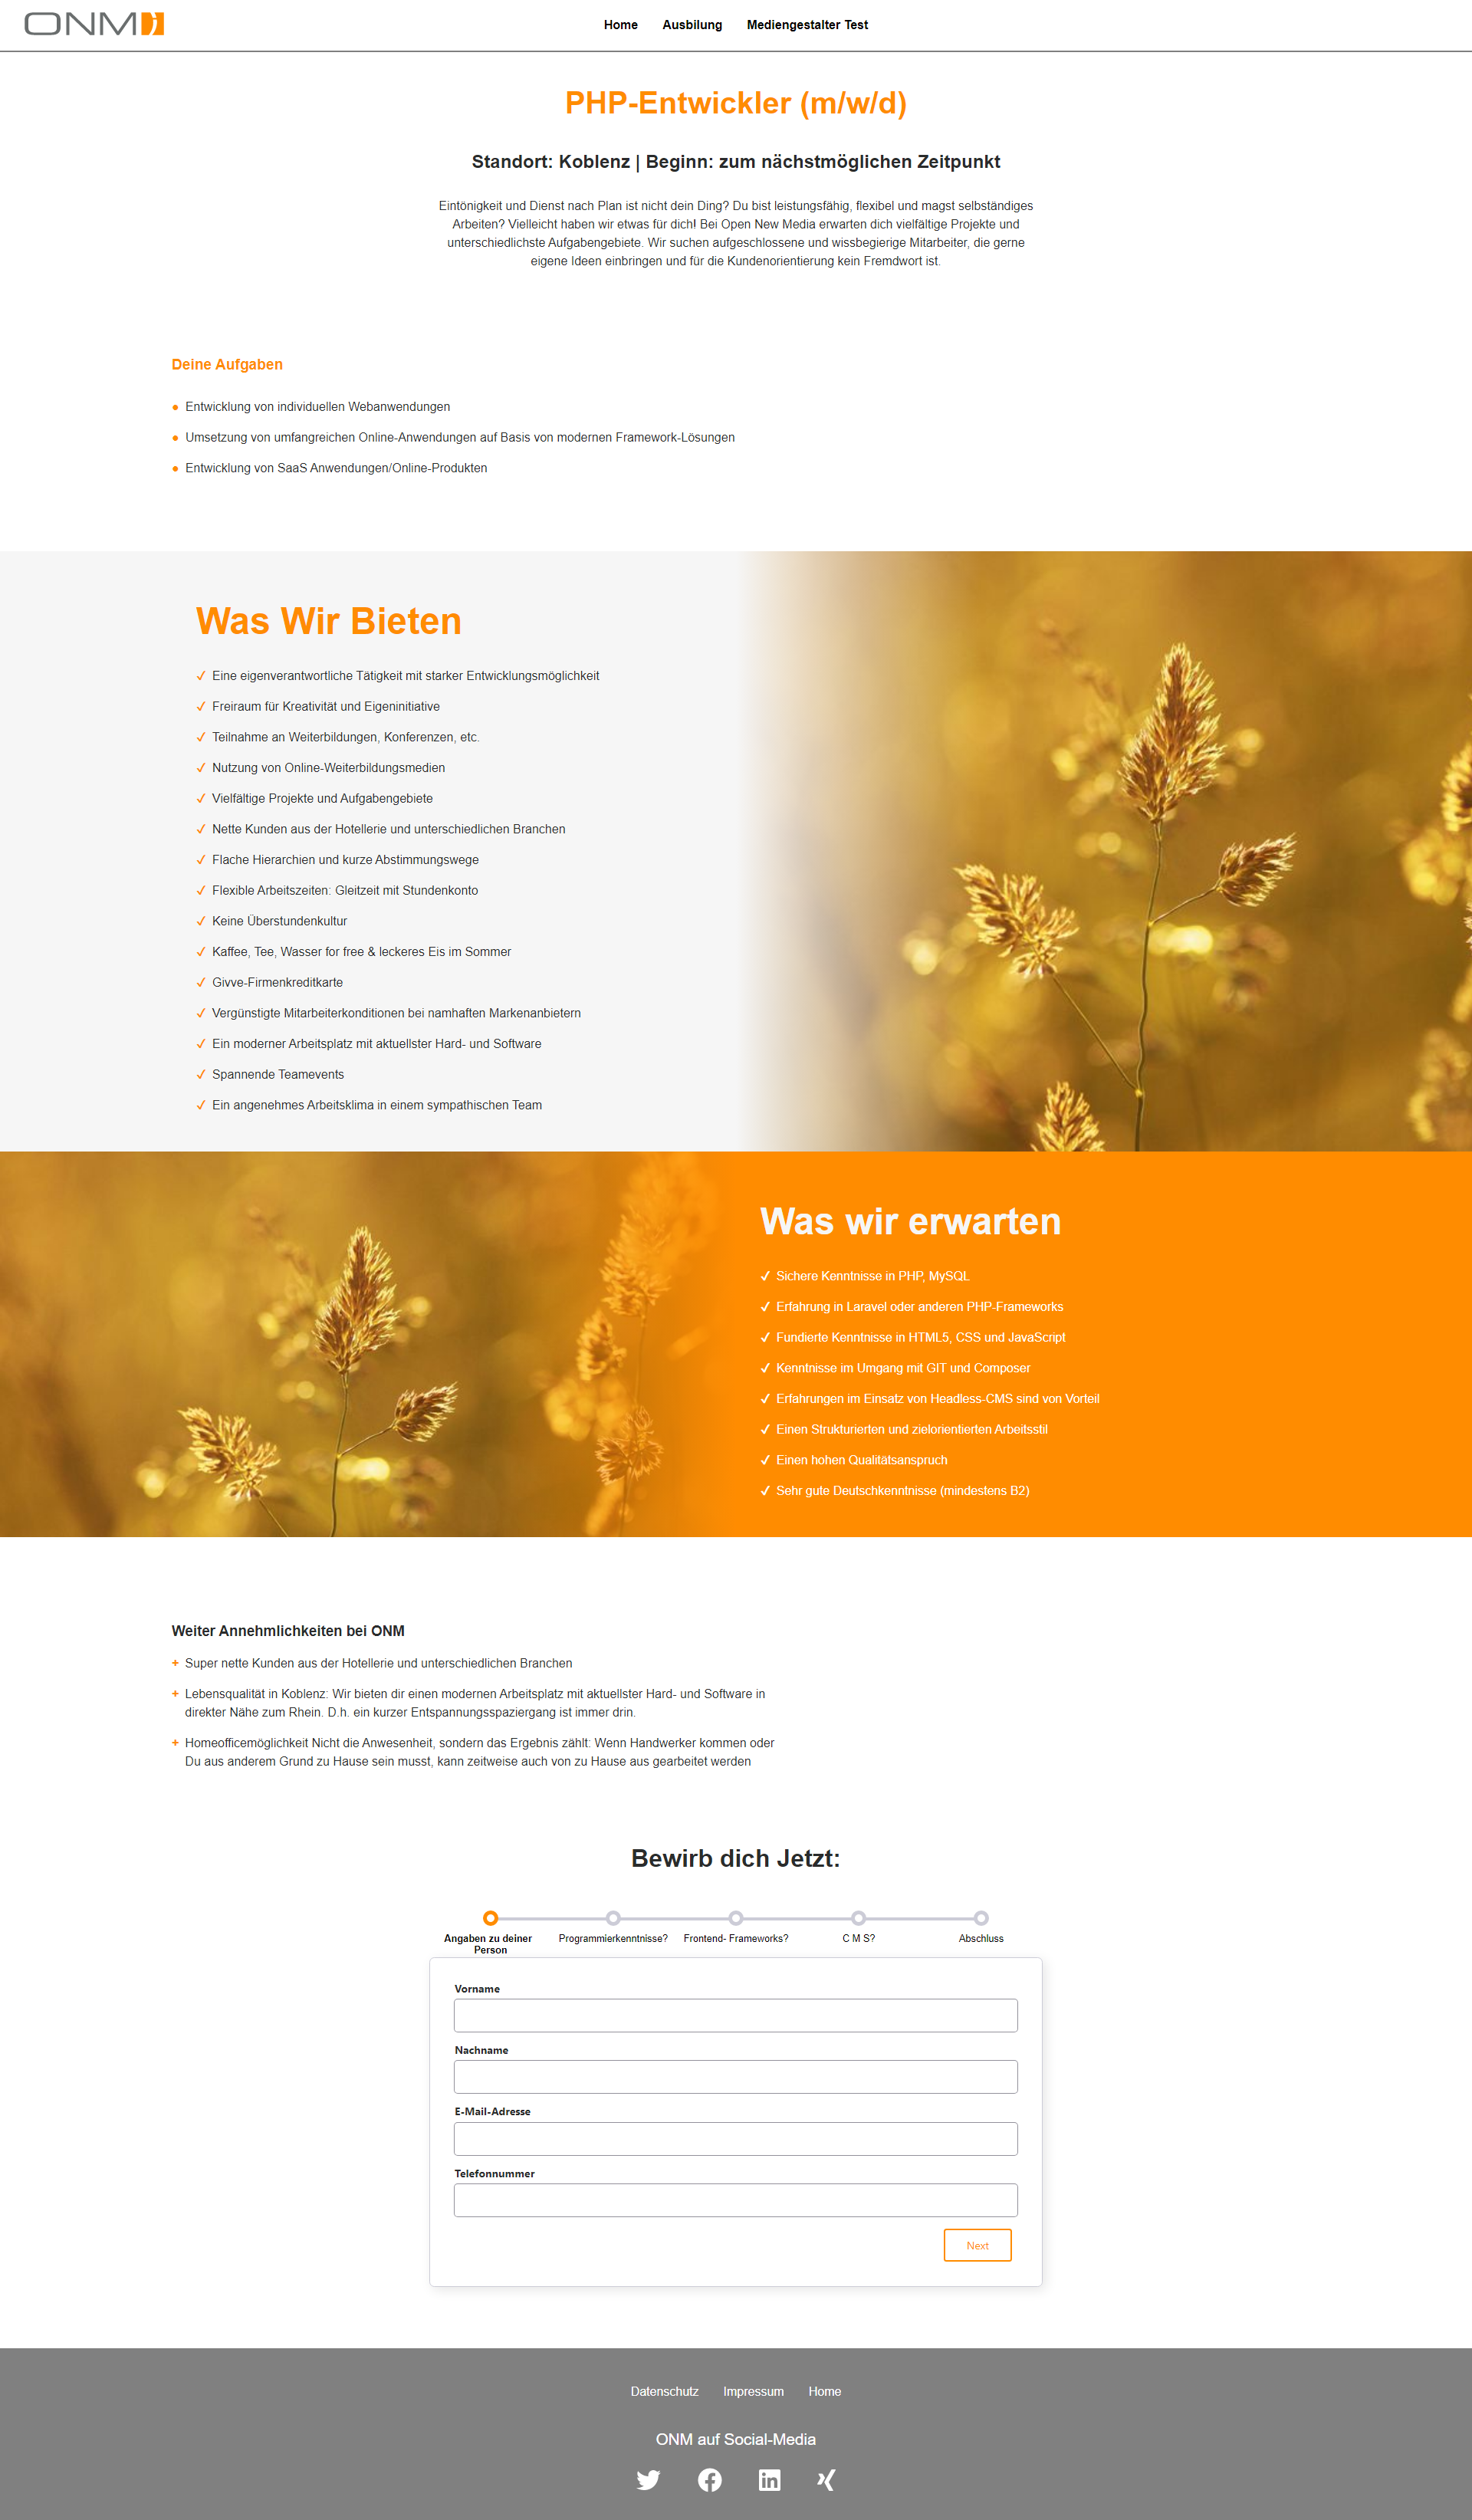 ONM
Home Ausbilung Mediengestalter Test
PHP-Entwickler (m/w/d)
Standort: Koblenz | Beginn: zum nächstmöglichen Zeitpunkt
Eintönigkeit und Dienst nach Plan ist nicht dein Ding? Du bist leistungsfähig, flexibel und magst selbständiges
Arbeiten? Vielleicht haben wir etwas für dich! Bei Open New Media erwarten dich vielfältige Projekte und
unterschiedlichste Aufgabengebiete. Wir suchen aufgeschlossene und wissbegierige Mitarbeiter, die gerne
eigene Ideen einbringen und für die Kundenorientierung kein Fremdwort ist.
Deine Aufgaben
Entwicklung von individuellen Webanwendungen
Umsetzung von umfangreichen Online-Anwendungen auf Basis von modernen Framework-Lösungen
Entwicklung von SaaS Anwendungen/Online-Produkten
Was Wir Bieten
✓ Eine eigenverantwortliche Tätigkeit mit starker Entwicklungsmöglichkeit
✓ Freiraum für Kreativität und Eigeninitiative
✓ Teilnahme an Weiterbildungen, Konferenzen, etc.
✓ Nutzung von Online-Weiterbildungsmedien
✓ Vielfältige Projekte und Aufgabengebiete
✓ Nette Kunden aus der Hotellerie und unterschiedlichen Branchen
✓ Flache Hierarchien und kurze Abstimmungswege
✓ Flexible Arbeitszeiten: Gleitzeit mit Stundenkonto
✓ Keine Überstundenkultur
✓ Kaffee, Tee, Wasser for free & leckeres Eis im Sommer
✓ Givve-Firmenkreditkarte
✓ Vergünstigte Mitarbeiterkonditionen bei namhaften Markenanbietern
✓ Ein moderner Arbeitsplatz mit aktuellster Hard- und Software
✓ Spannende Teamevents
✓ Ein angenehmes Arbeitsklima in einem sympathischen Team
Was wir erwarten
✓ Sichere Kenntnisse in PHP, MySQL
✓ Erfahrung in Laravel oder anderen PHP-Frameworks
✓ Fundierte Kenntnisse in HTML5, CSS und JavaScript
✓ Kenntnisse im Umgang mit GIT und Composer
✓ Erfahrungen im Einsatz von Headless-CMS sind von Vorteil
✓ Einen Strukturierten und zielorientierten Arbeitsstil
✓ Einen hohen Qualitätsanspruch
✓ Sehr gute Deutschkenntnisse (mindestens B2)
Weiter Annehmlichkeiten bei ONM
+ Super nette Kunden aus der Hotellerie und unterschiedlichen Branchen
+ Lebensqualität in Koblenz: Wir bieten dir einen modernen Arbeitsplatz mit aktuellster Hard- und Software in
direkter Nähe zum Rhein. D.h. ein kurzer Entspannungsspaziergang ist immer drin.
+ Homeofficemöglichkeit Nicht die Anwesenheit, sondern das Ergebnis zählt: Wenn Handwerker kommen oder
Du aus anderem Grund zu Hause sein musst, kann zeitweise auch von zu Hause aus gearbeitet werden
Bewirb dich Jetzt:
Angaben zu deiner Programmierkenntnisse? Frontend- Frameworks? C M S? Abschluss
Person
Vorname
Nachname
E-Mail-Adresse
Telefonnummer
Next
Datenschutz Impressum Home
ONM auf Social-Media